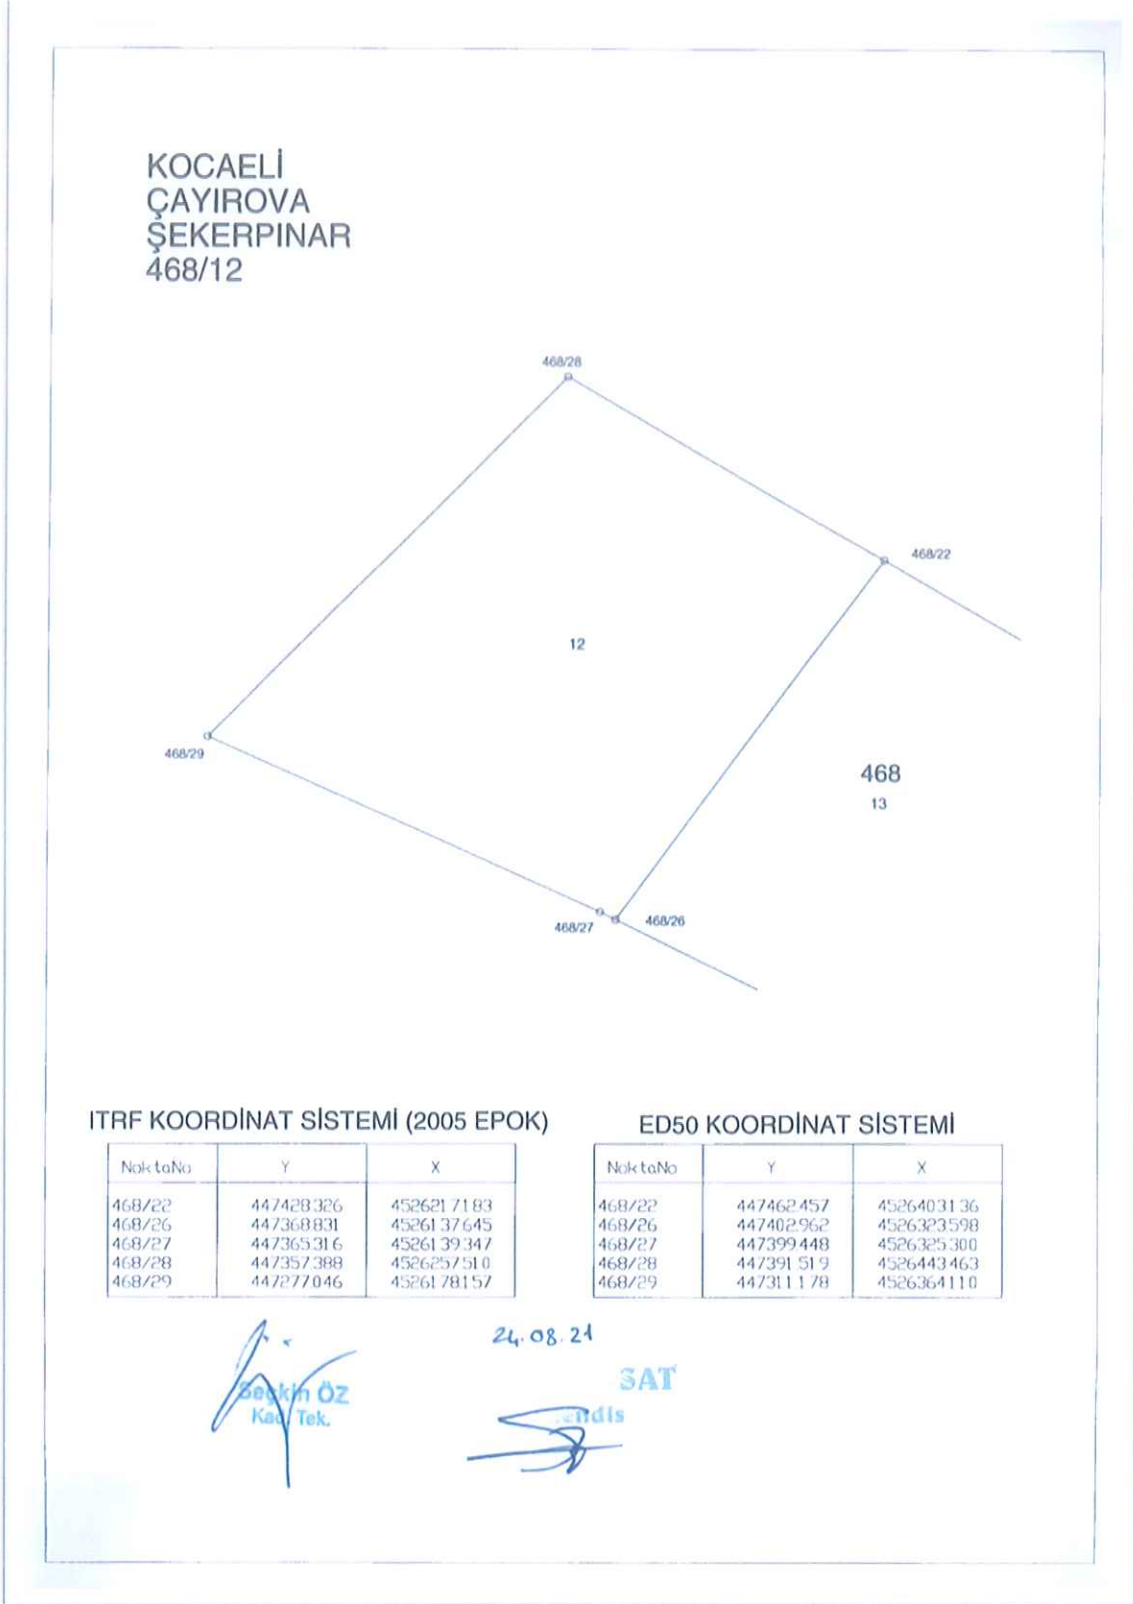 KOCAELİ
ÇAYIROVA
ŞEKERPINAR
468/12
468/28
468/22
12
468/29
468
13
468/27
468/26
ITRF KOORDİNAT SİSTEMİ (2005 EPOK)
NoktaNo Y X
468/22 447428.326 4526217.183
468/26 447368.831 4526137.645
468/27 447365.316 4526139.347
468/28 447357.388 4526257.510
468/29 447277.046 4526178.157
ED50 KOORDİNAT SİSTEMİ
NoktaNo Y X
468/22 447462.457 4526403.136
468/26 447402.962 4526323.598
468/27 447399.448 4526325.300
468/28 447391.519 4526443.463
468/29 447311.178 4526364.110
24.08.21
Seçkin ÖZ
Kad. Tek.
SAT
endis